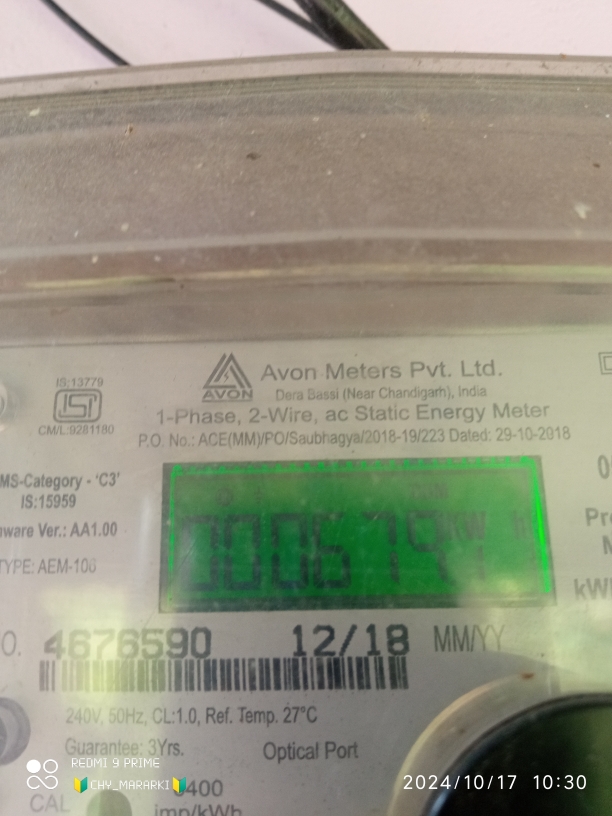 IS:13779
ISI
CM/L:9281180
AVON
Avon Meters Pvt. Ltd.
Dera Bassi (Near Chandigarh), India
1-Phase, 2-Wire, ac Static Energy Meter
P.O. No.: ACE(MM)/PO/Saubhagya/2018-19/223 Dated: 29-10-2018
MS-Category - 'C3'
IS:15959
ware Ver.: AA1.00
TYPE: AEM-100
KW h
O. 4676590 12/18 MM/YY
240V, 50Hz, CL:1.0, Ref. Temp. 27°C
Guarantee: 3Yrs. Optical Port
CAL
imp/kWh
REDMI 9 PRIME
CHY_MARARKI
2024/10/17 10:30